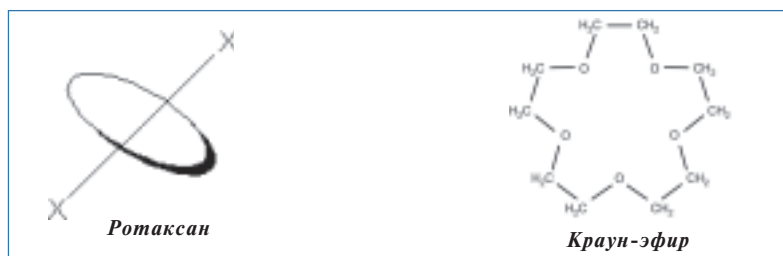 X
X
Ротаксан
H₂C CH₂
H₂C O O CH₂
H₂C CH₂
O O
H₂C CH₂
H₂C O CH₂
Краун-эфир